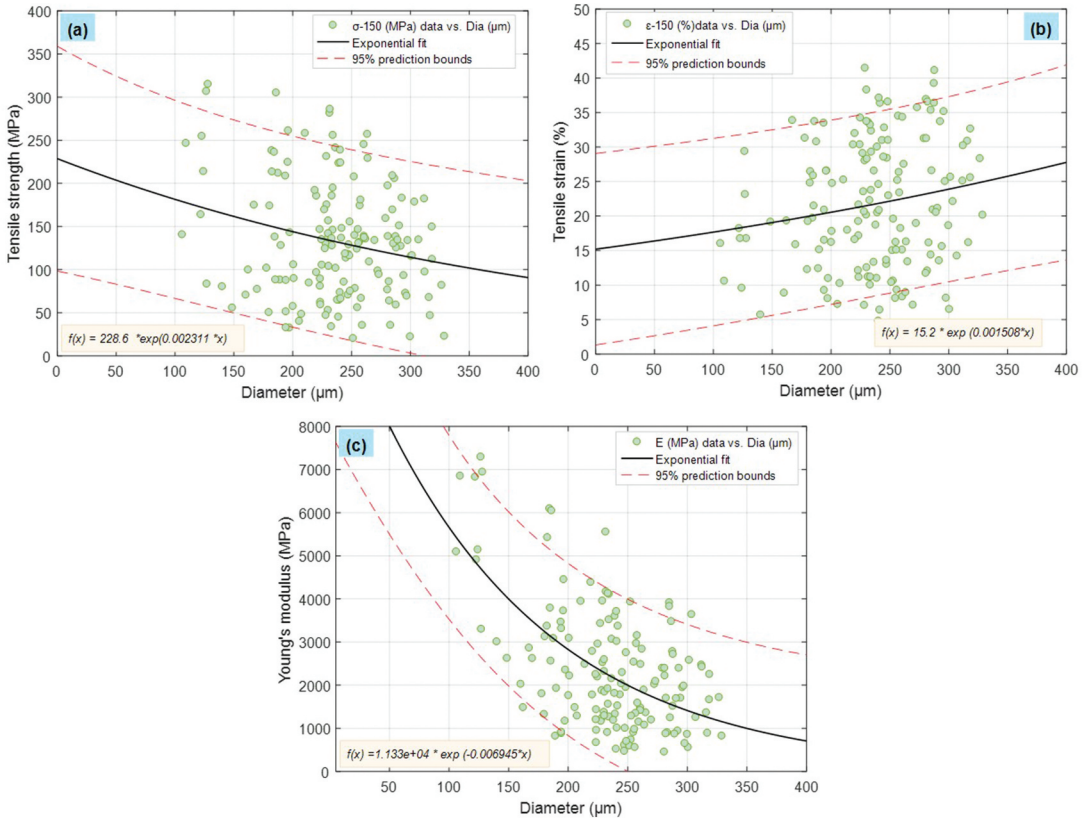 (a)
σ-150 (MPa) data vs. Dia (μm)
Exponential fit
95% prediction bounds
Tensile strength (MPa)
400
350
300
250
200
150
100
50
0
f(x) = 228.6 *exp(0.002311 *x)
0 50 100 150 200 250 300 350 400
Diameter (μm)
(b)
ε-150 (%)data vs. Dia (μm)
Exponential fit
95% prediction bounds
Tensile strain (%)
50
45
40
35
30
25
20
15
10
5
0
f(x) = 15.2 * exp (0.001508*x)
0 50 100 150 200 250 300 350 400
Diameter (μm)
(c)
E (MPa) data vs. Dia (μm)
Exponential fit
95% prediction bounds
Young's modulus (MPa)
8000
7000
6000
5000
4000
3000
2000
1000
0
f(x) =1.133e+04 * exp (-0.006945*x)
50 100 150 200 250 300 350 400
Diameter (μm)